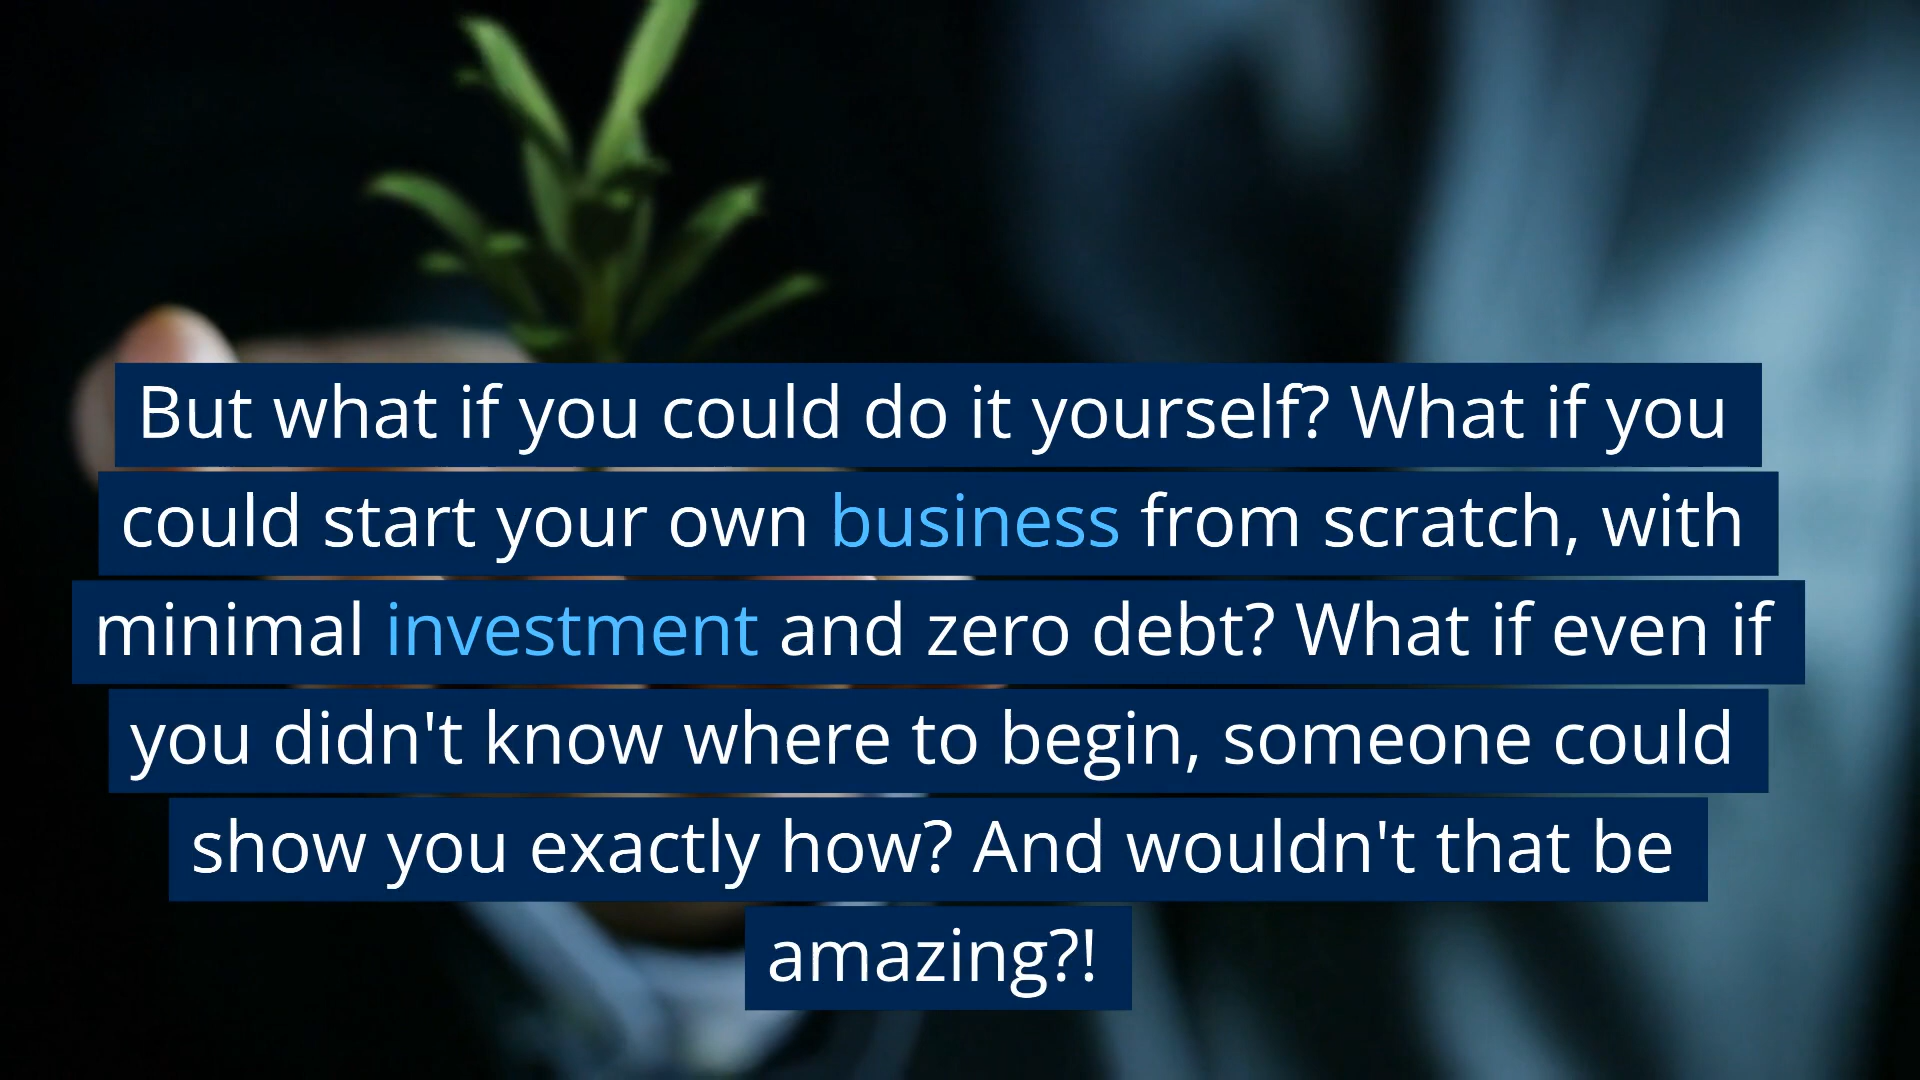 But what if you could do it yourself? What if you
could start your own business from scratch, with
minimal investment and zero debt? What if even if
you didn't know where to begin, someone could
show you exactly how? And wouldn't that be
amazing?!